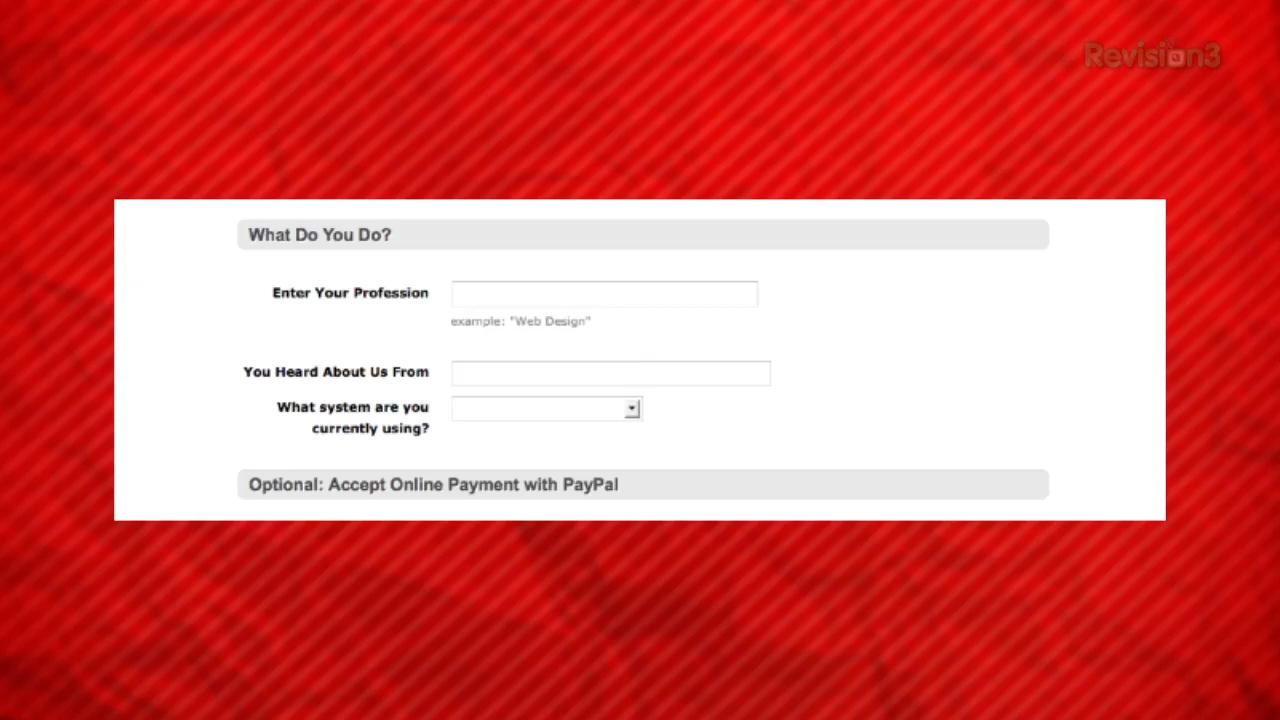 Revision3
What Do You Do?
Enter Your Profession
example: "Web Design"
You Heard About Us From
What system are you
currently using?
Optional: Accept Online Payment with PayPal